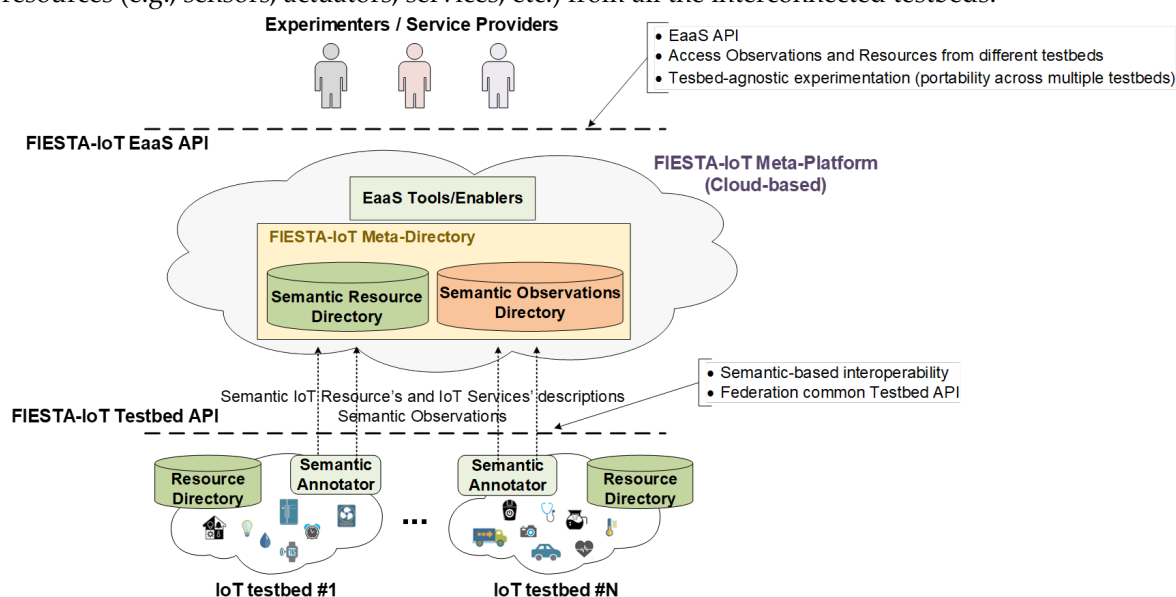 resources (e.g., sensors, actuators, services, etc.) from all the interconnected testbeds.
Experimenters / Service Providers
• EaaS API
• Access Observations and Resources from different testbeds
• Tesbed-agnostic experimentation (portability across multiple testbeds)
FIESTA-IoT EaaS API
FIESTA-IoT Meta-Platform
(Cloud-based)
EaaS Tools/Enablers
FIESTA-IoT Meta-Directory
Semantic Resource
Directory
Semantic Observations
Directory
• Semantic-based interoperability
• Federation common Testbed API
Semantic IoT Resource's and IoT Services' descriptions
Semantic Observations
FIESTA-IoT Testbed API
Resource
Directory
Semantic
Annotator
...
Semantic
Annotator
Resource
Directory
IoT testbed #1
IoT testbed #N